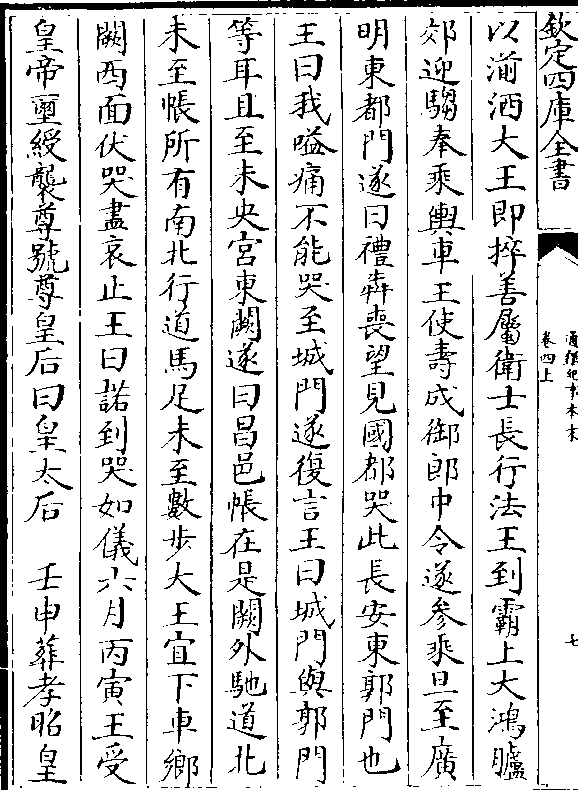 欽定四庫全書
通鑑紀事本末
卷四上
七
以湔洒大王即捽善屬衛士長行法王到霸上大鴻臚
郊迎騶奉乘輿車王使壽成御郎中令遂參乘旦至廣
明東都門遂曰禮犇喪望見國都哭此長安東郭門也
王曰我嗌痛不能哭至城門遂復言王曰城門與郭門
等耳且至未央宮東闕遂曰昌邑帳在是闕外馳道北
未至帳所有南北行道馬足未至數步大王宜下車鄉
闕西面伏哭盡哀止王曰諾到哭如儀六月丙寅王受
皇帝璽綬襲尊號尊皇后曰皇太后　壬申葬孝昭皇